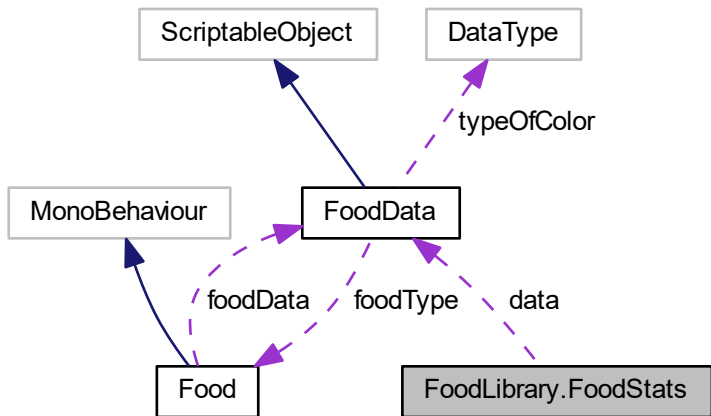 ScriptableObject
DataType
typeOfColor
MonoBehaviour
FoodData
foodData
foodType
data
Food
FoodLibrary.FoodStats